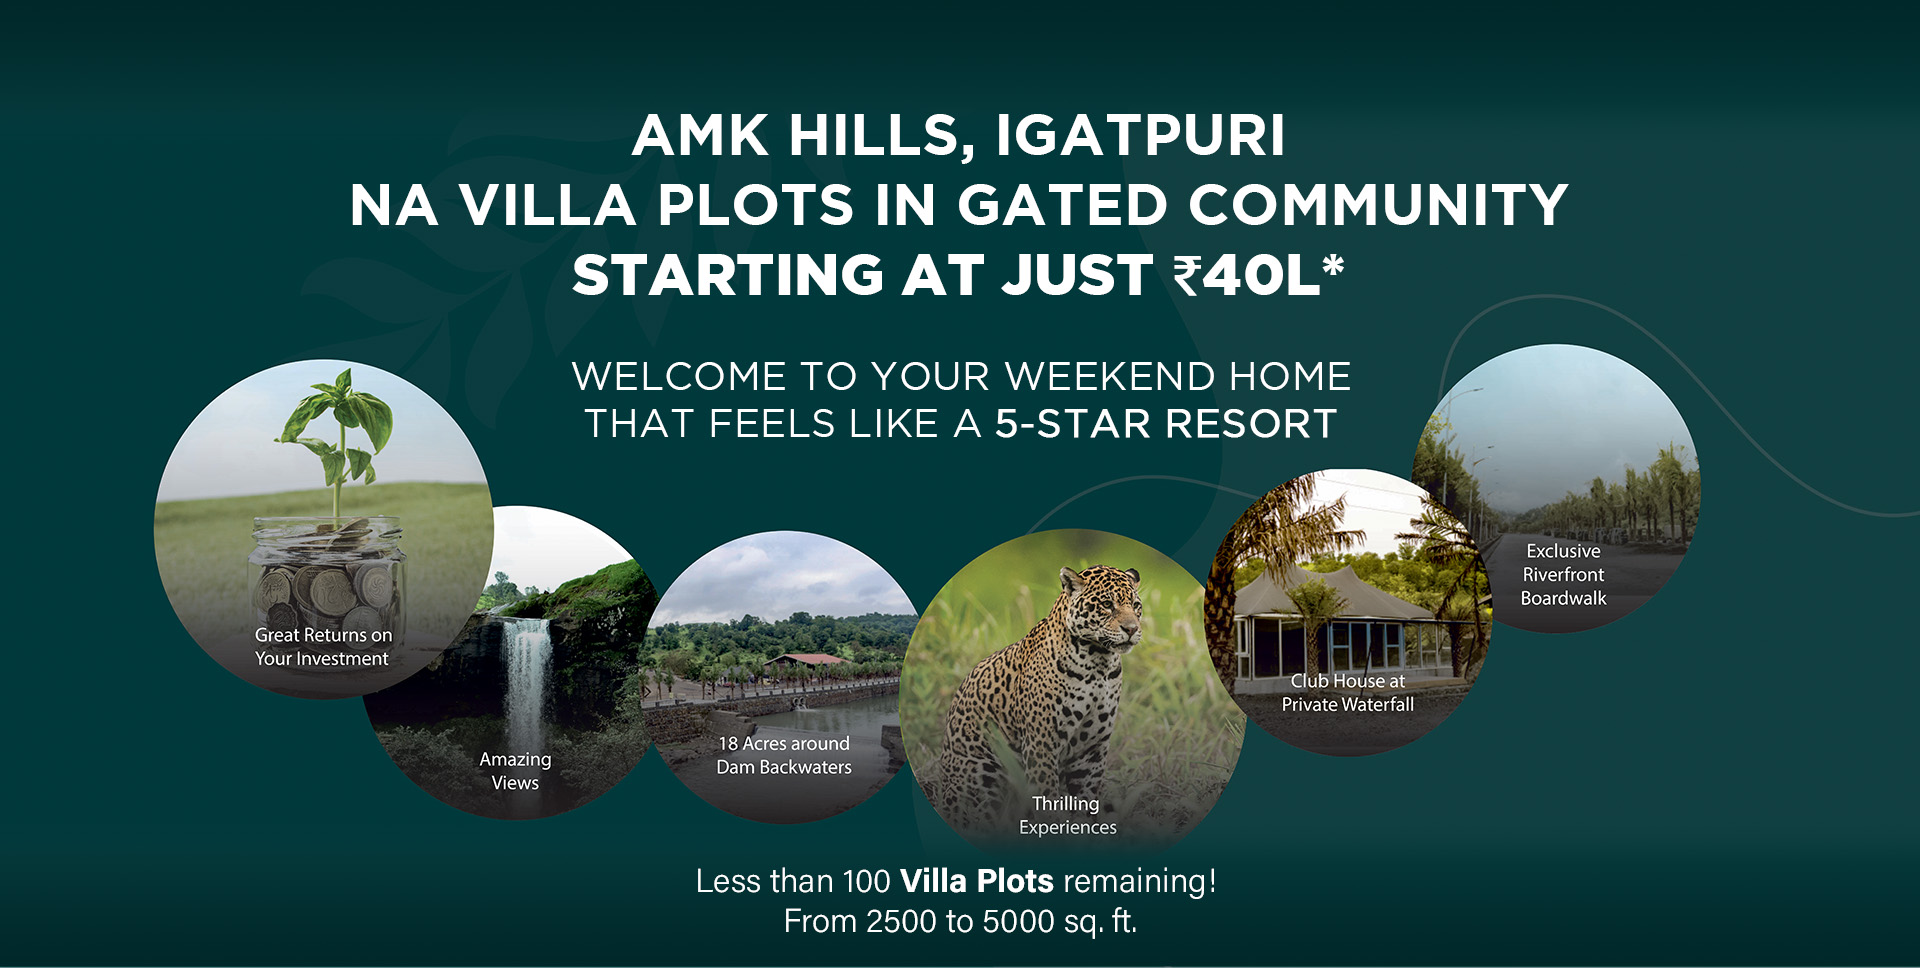 AMK HILLS, IGATPURI
NA VILLA PLOTS IN GATED COMMUNITY
STARTING AT JUST ₹40L*
WELCOME TO YOUR WEEKEND HOME
THAT FEELS LIKE A 5-STAR RESORT
Great Returns on
Your Investment
Amazing
Views
18 Acres around
Dam Backwaters
Thrilling
Experiences
Club House at
Private Waterfall
Exclusive
Riverfront
Boardwalk
Less than 100 Villa Plots remaining!
From 2500 to 5000 sq. ft.